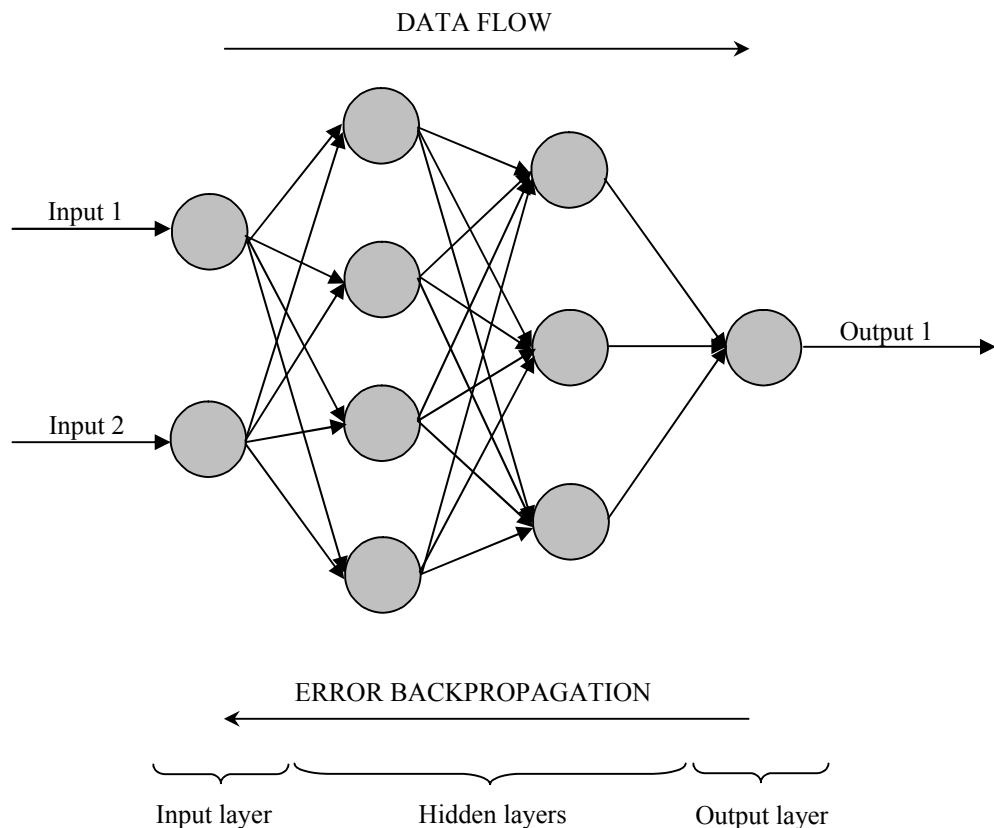 DATA FLOW
Input 1
Output 1
Input 2
ERROR BACKPROPAGATION
Input layer
Hidden layers
Output layer